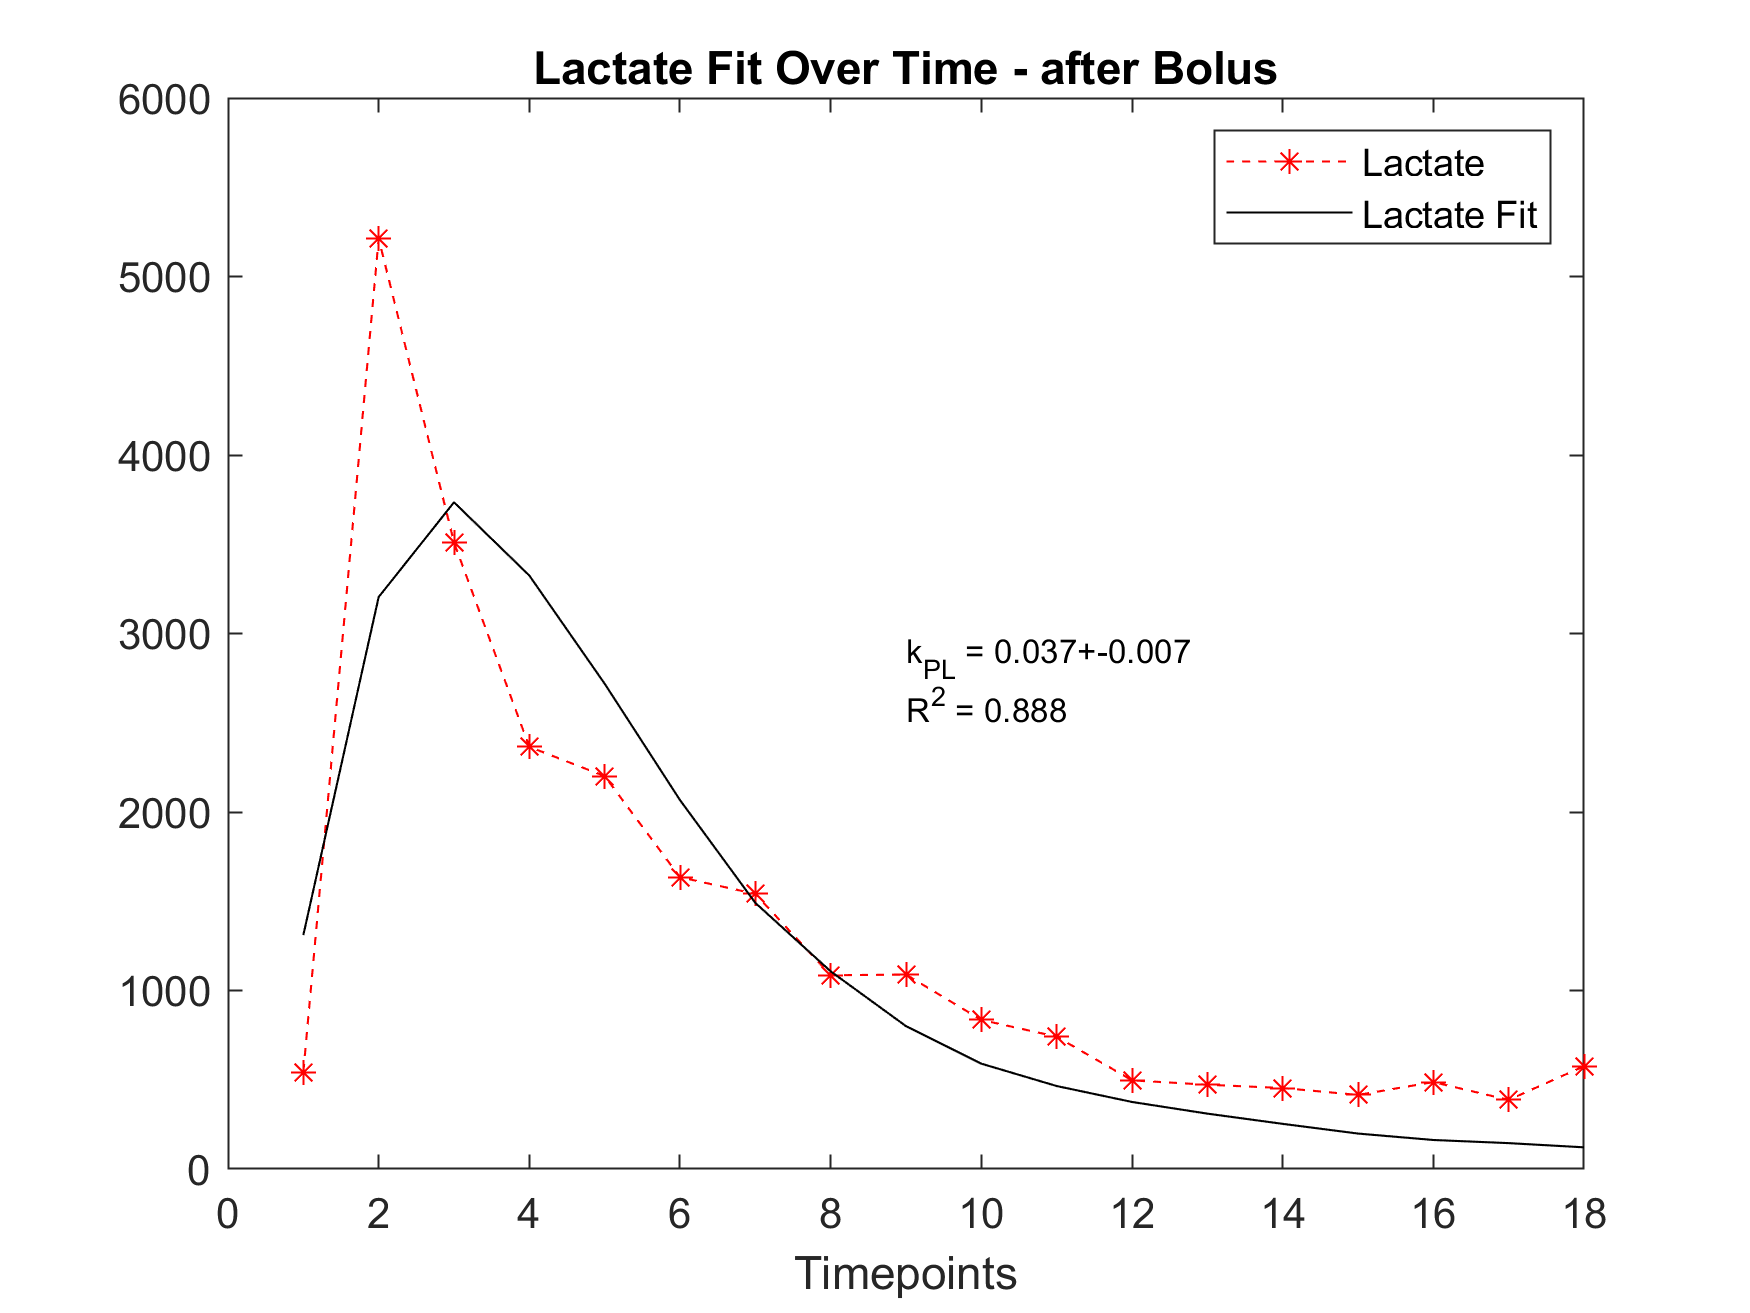 Lactate Fit Over Time - after Bolus
6000
5000
4000
3000
2000
1000
0
Lactate
Lactate Fit
kPL = 0.037+-0.007
R2 = 0.888
0 2 4 6 8 10 12 14 16 18
Timepoints